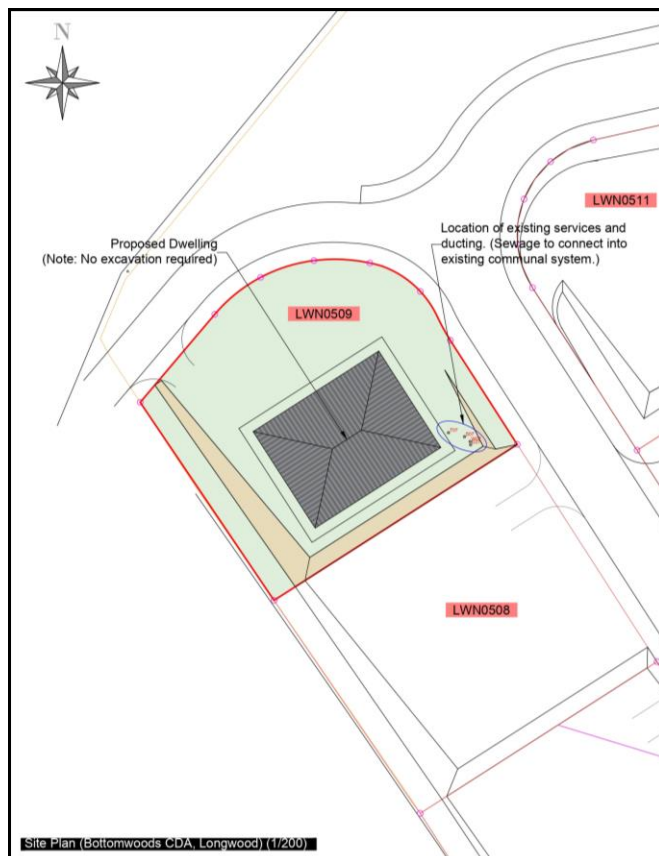 N
Proposed Dwelling
(Note: No excavation required)
Location of existing services and
ducting. (Sewage to connect into
existing communal system.)
LWN0511
LWN0509
LWN0508
Site Plan (Bottomwoods CDA, Longwood) (1/200)